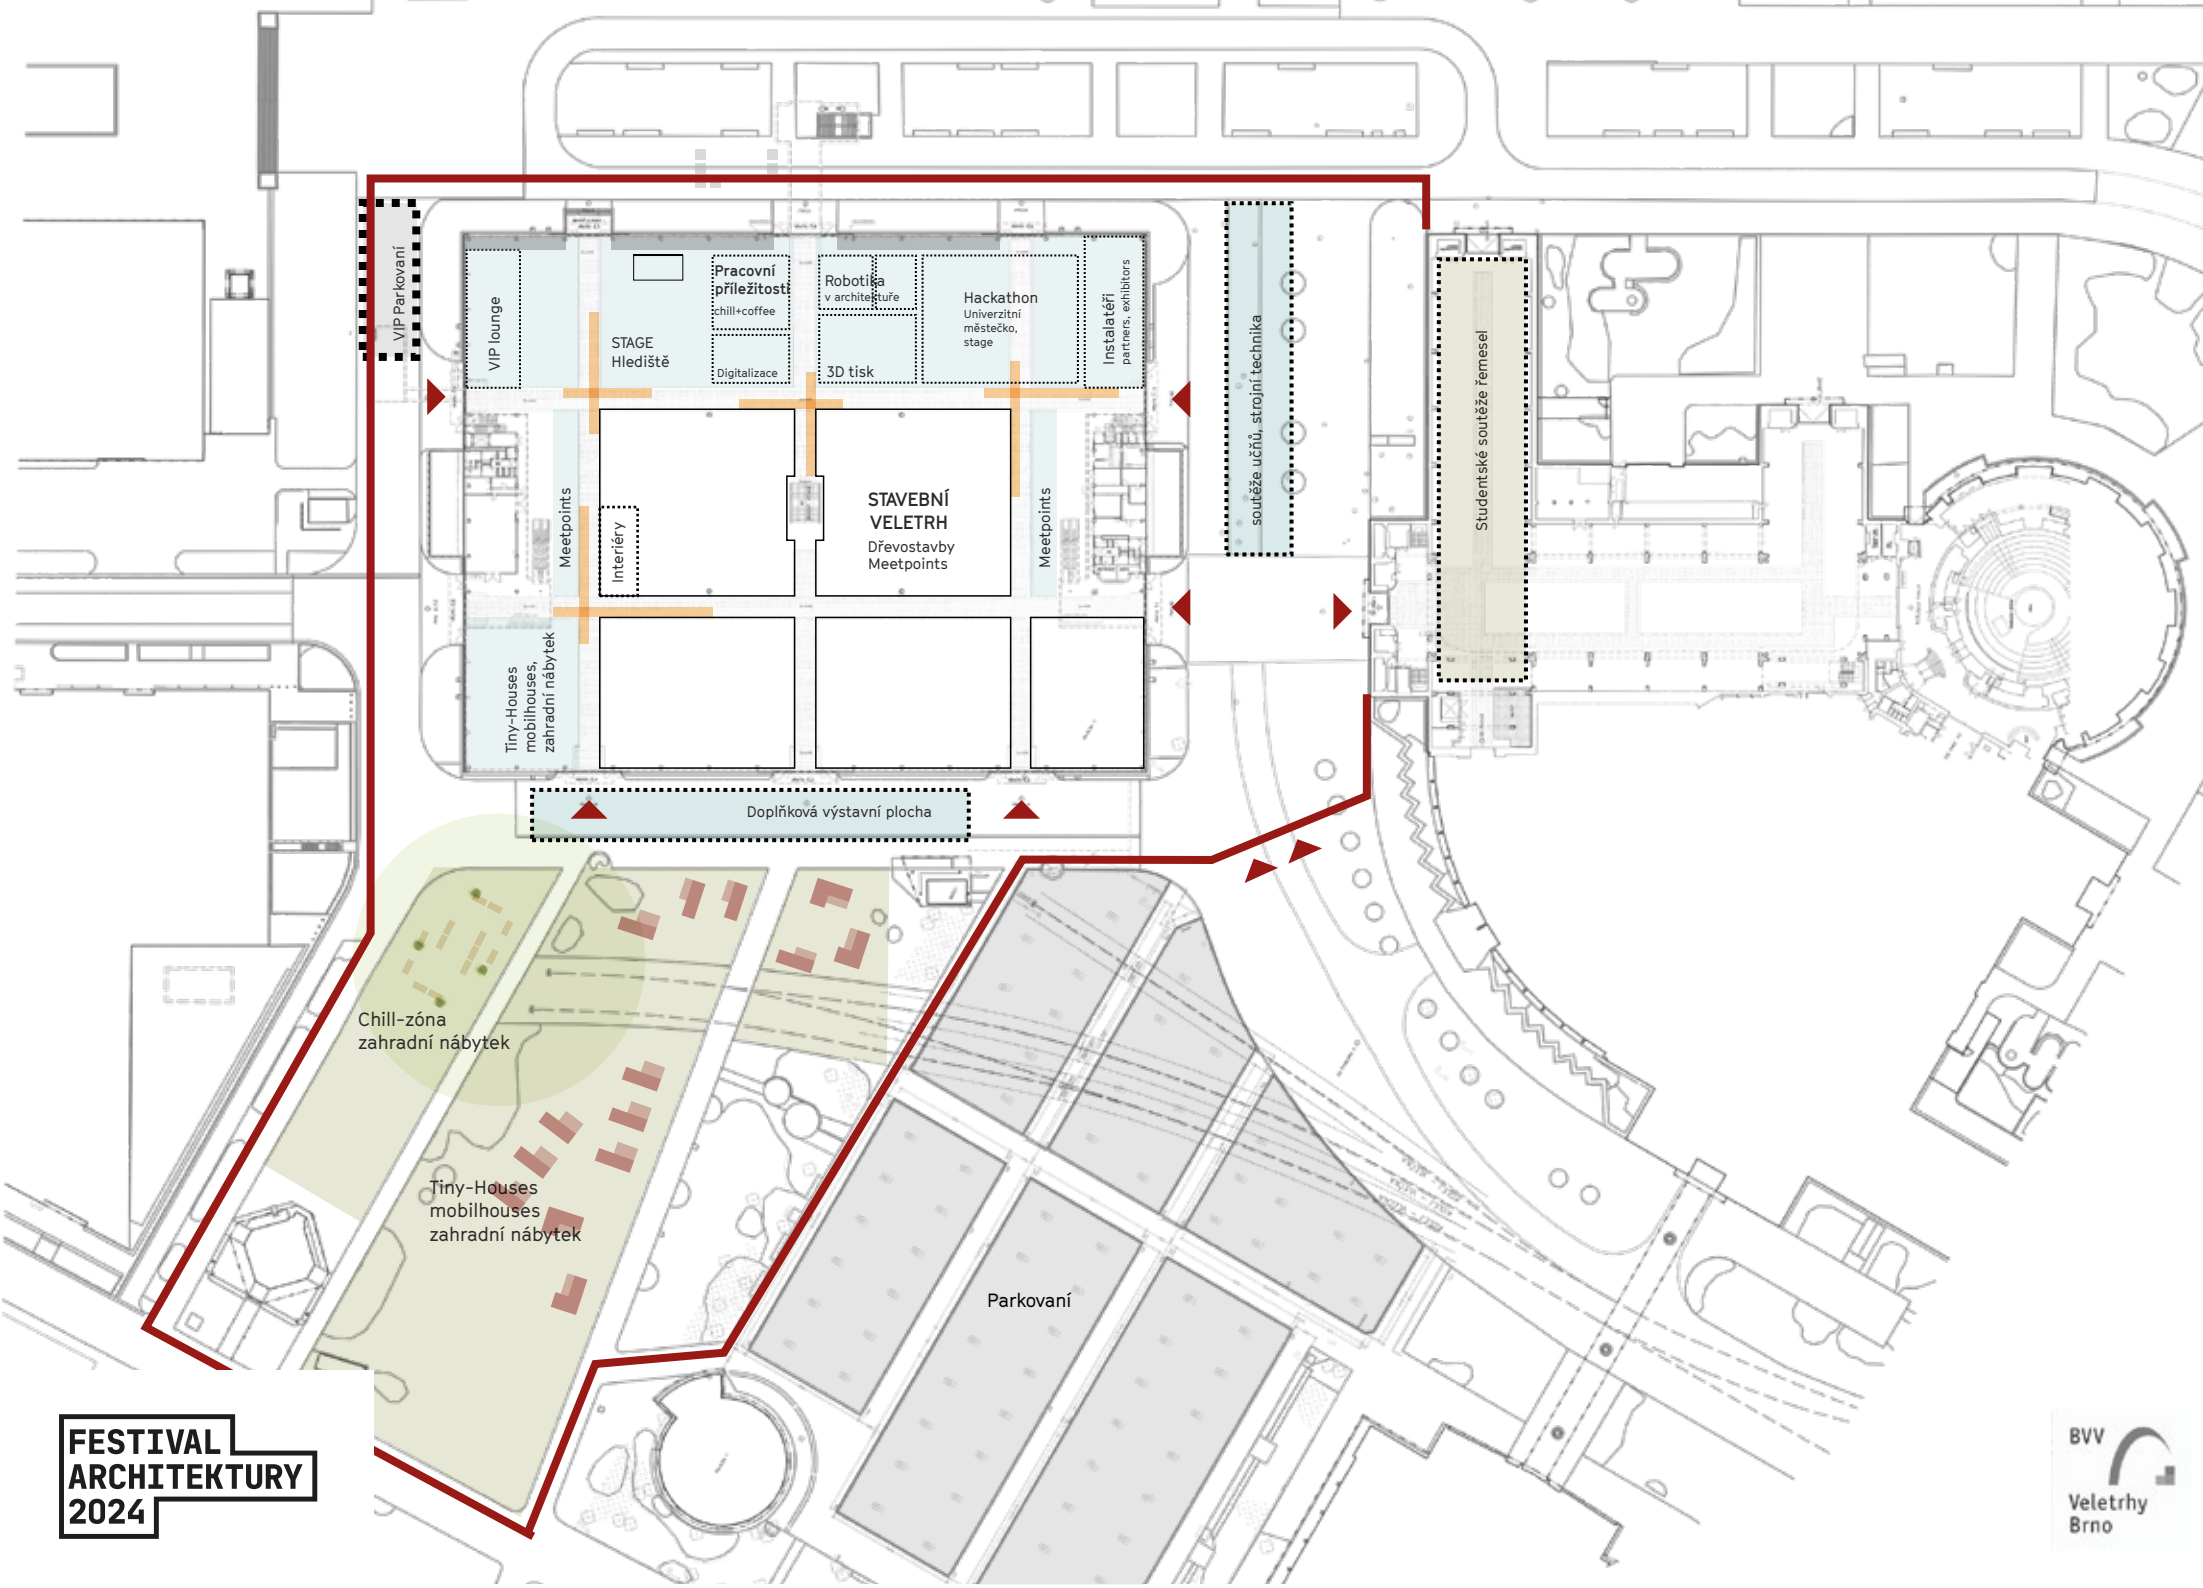 VIP Parkovaní
VIP lounge
STAGE
Hlediště
Pracovní
příležitosti
chill+coffee
Digitalizace
Robotika
v architektuře
3D tisk
Hackathon
Univerzitní
městečko,
stage
Instalatéři
partners, exhibitors
soutěže učňů, strojní technika
Studentské soutěže řemesel
Meetpoints
Interiéry
STAVEBNÍ
VELETRH
Dřevostavby
Meetpoints
Meetpoints
Tiny-Houses
mobilhouses,
zahradní nábytek
Doplňková výstavní plocha
Chill-zóna
zahradní nábytek
Tiny-Houses
mobilhouses
zahradní nábytek
Parkovaní
FESTIVAL
ARCHITEKTURY
2024
BVV
Veletrhy
Brno